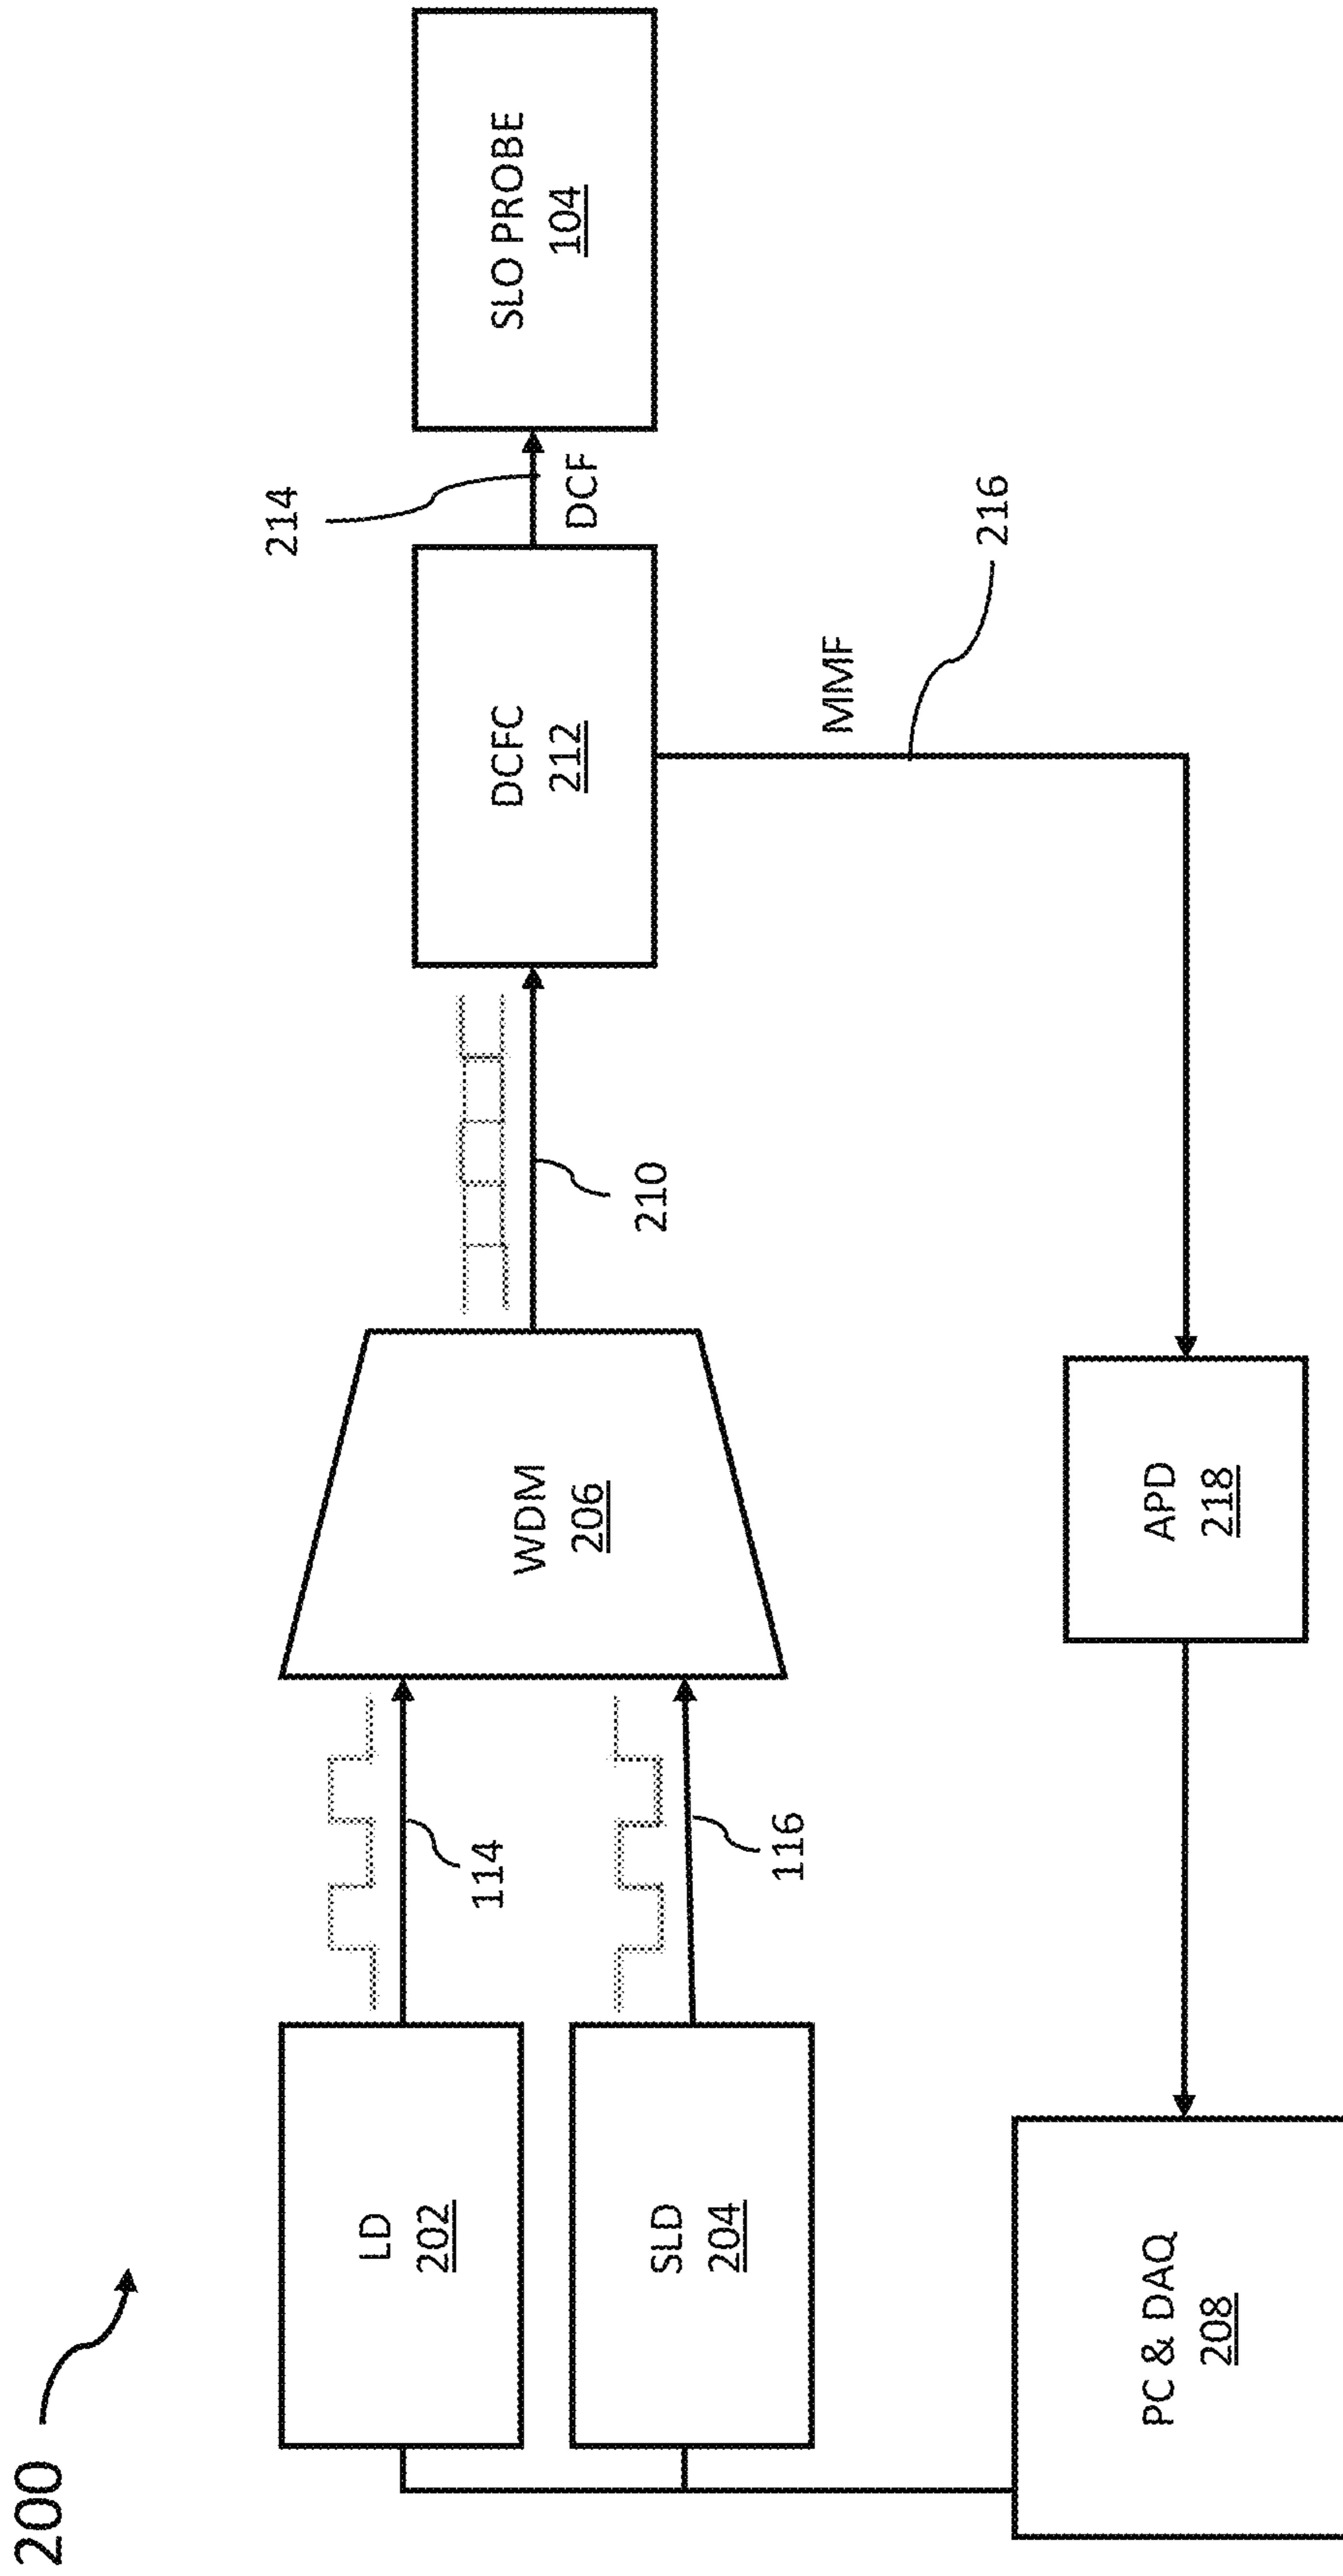 200
LD
202
SLD
204
PC & DAQ
208
114
116
WDM
206
210
DCFC
212
214
DCF
SLO PROBE
104
MMF
216
APD
218